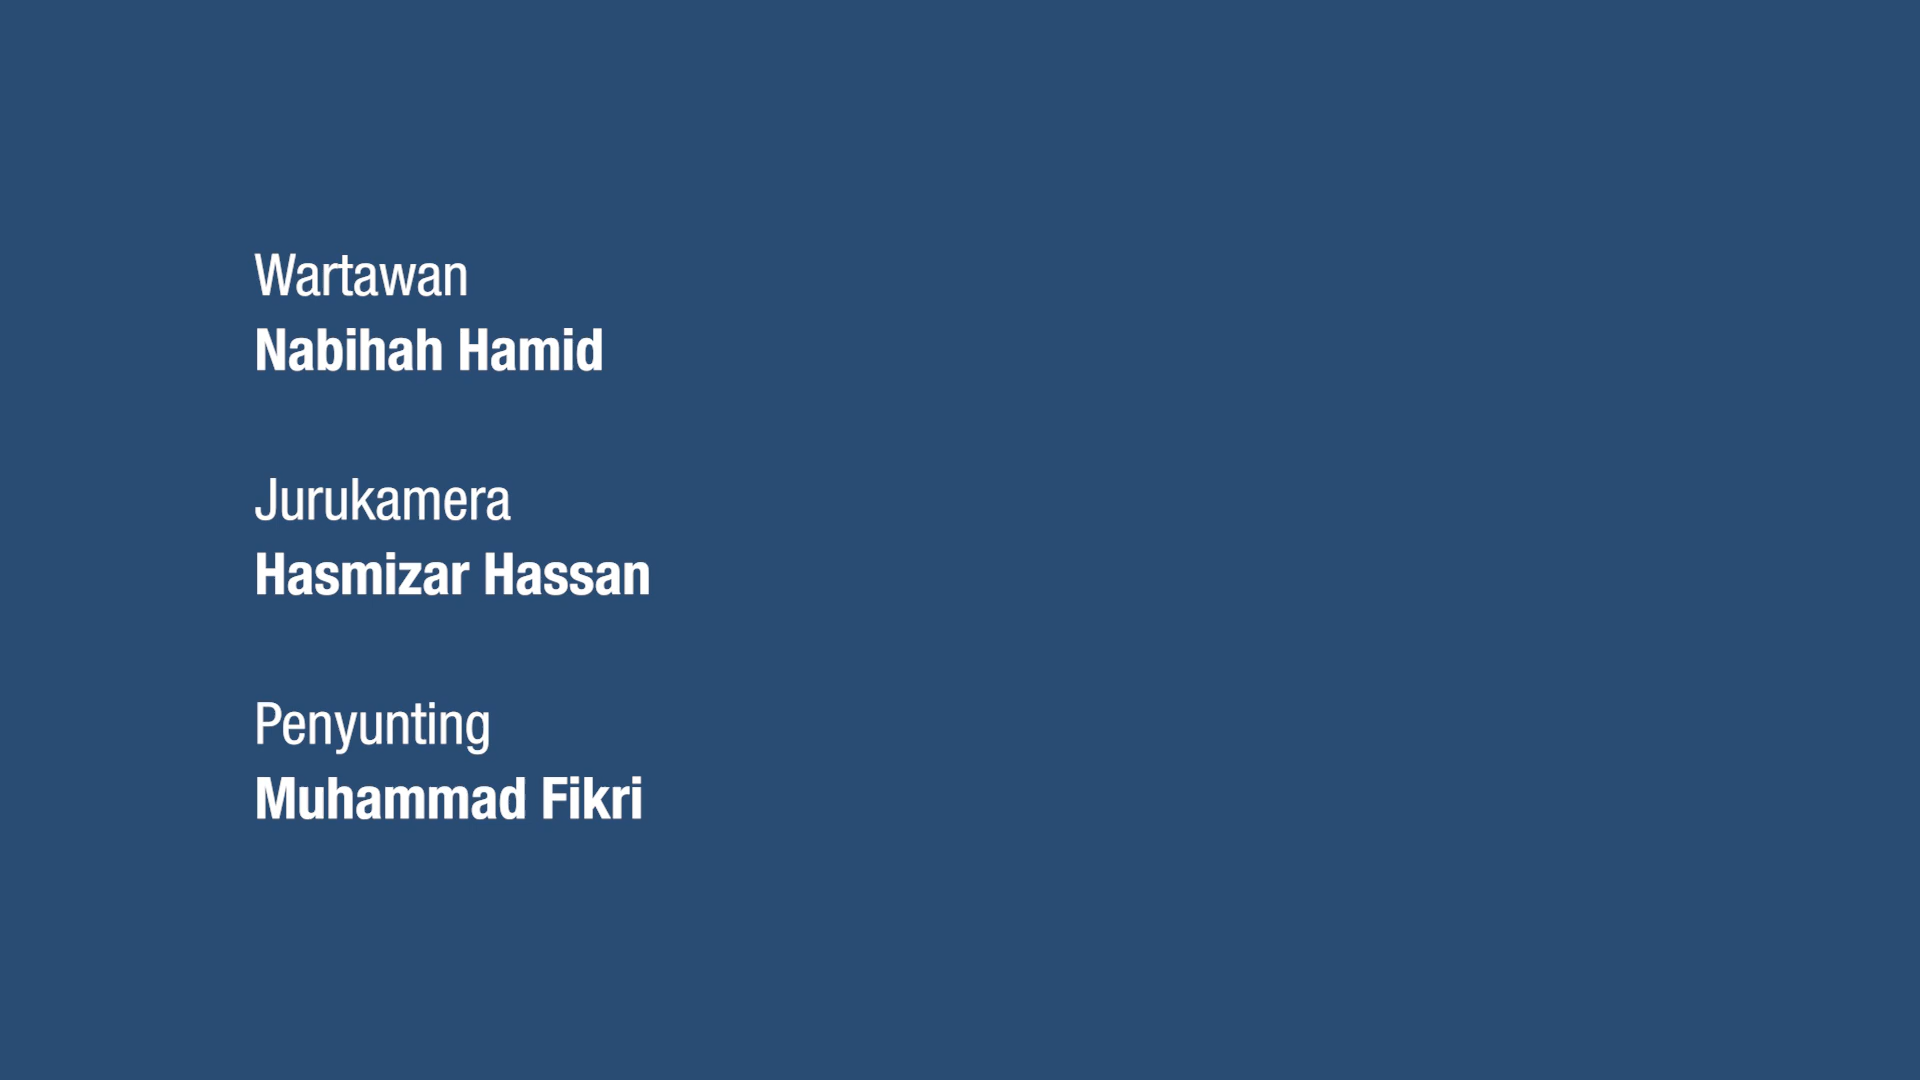 Wartawan
Nabihah Hamid
Jurukamera
Hasmizar Hassan
Penyunting
Muhammad Fikri